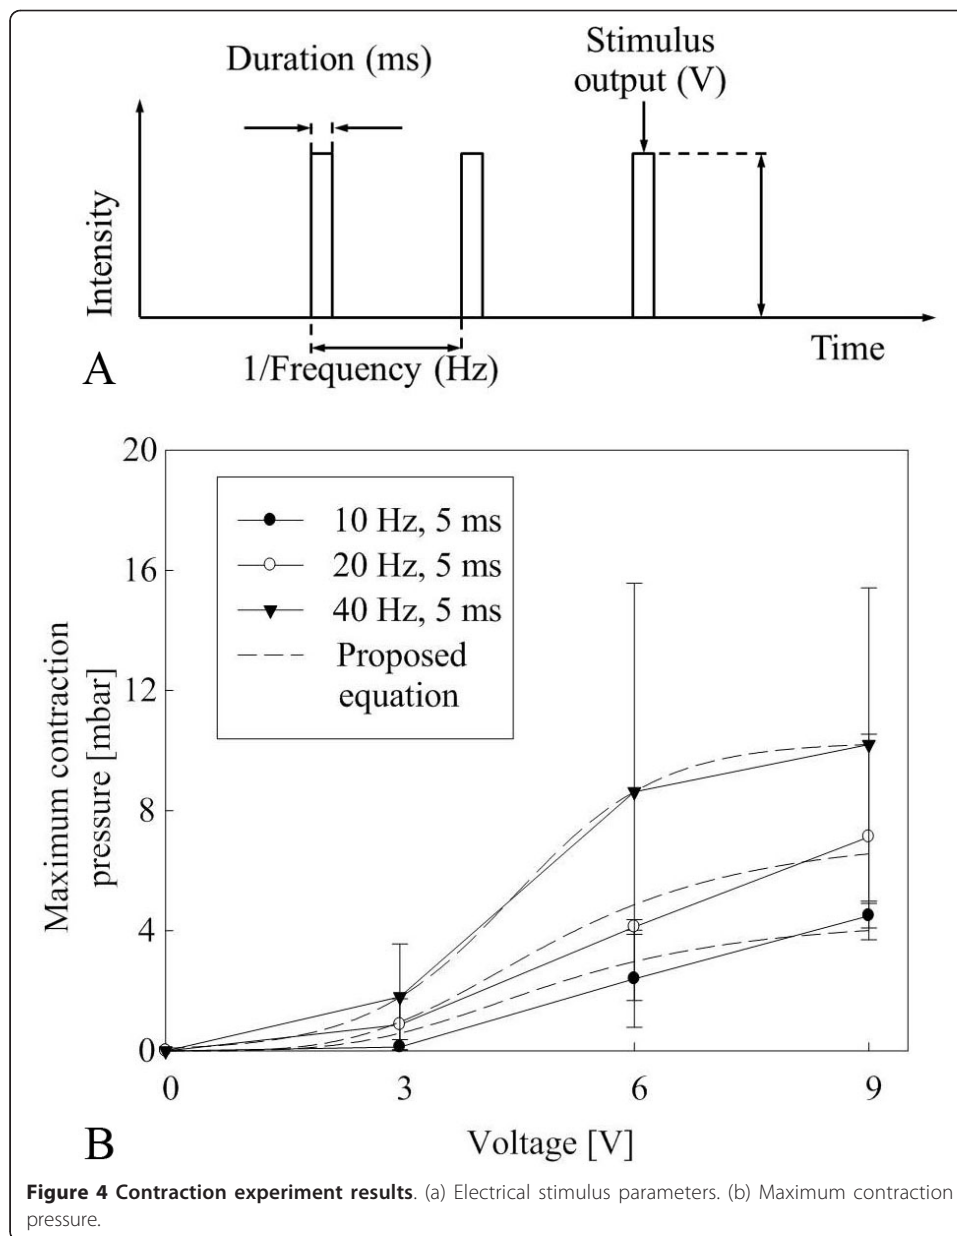 Duration (ms)
Stimulus
output (V)
Intensity
Time
1/Frequency (Hz)
A
20
16
12
8
4
0
10 Hz, 5 ms
20 Hz, 5 ms
40 Hz, 5 ms
Proposed
equation
Maximum contraction
pressure [mbar]
0
3
6
9
Voltage [V]
B
Figure 4 Contraction experiment results. (a) Electrical stimulus parameters. (b) Maximum contraction
pressure.